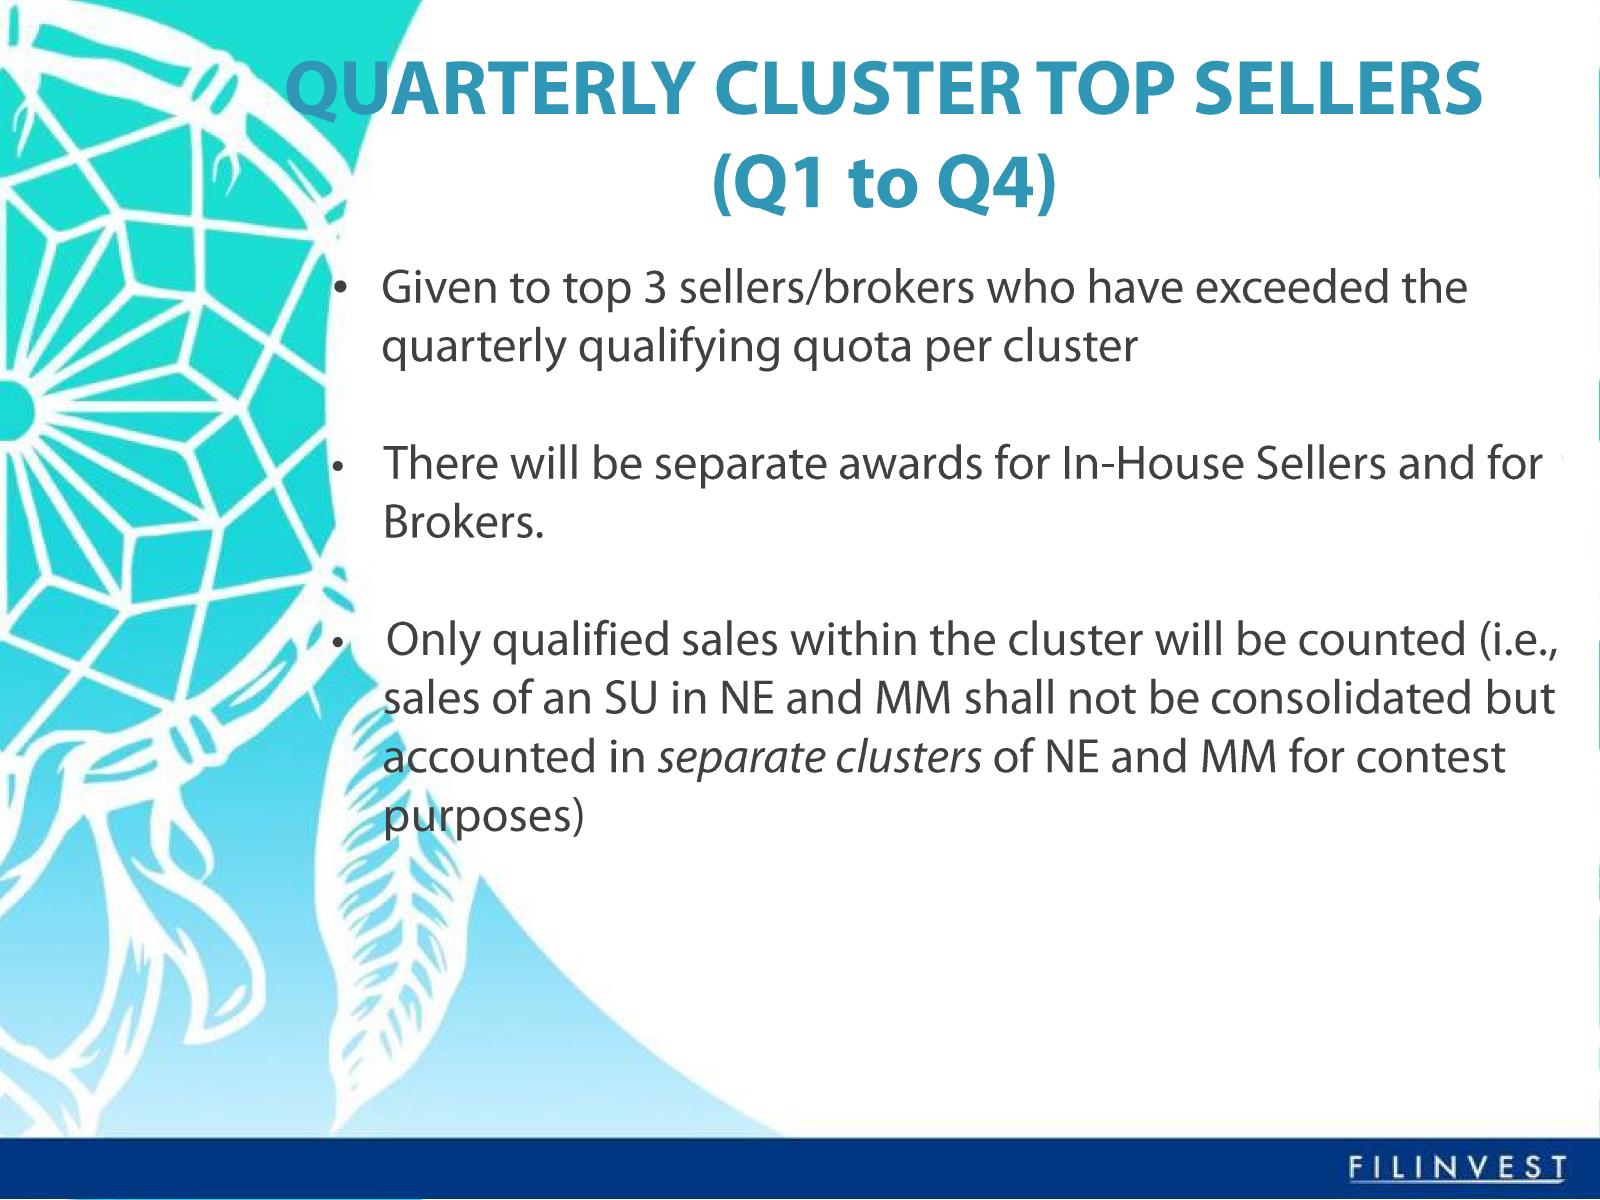 QUARTERLY CLUSTER TOP SELLERS
(Q1 to Q4)
• Given to top 3 sellers/brokers who have exceeded the
quarterly qualifying quota per cluster
• There will be separate awards for In-House Sellers and for
Brokers.
• Only qualified sales within the cluster will be counted (i.e.,
sales of an SU in NE and MM shall not be consolidated but
accounted in separate clusters of NE and MM for contest
purposes)
FILINVEST